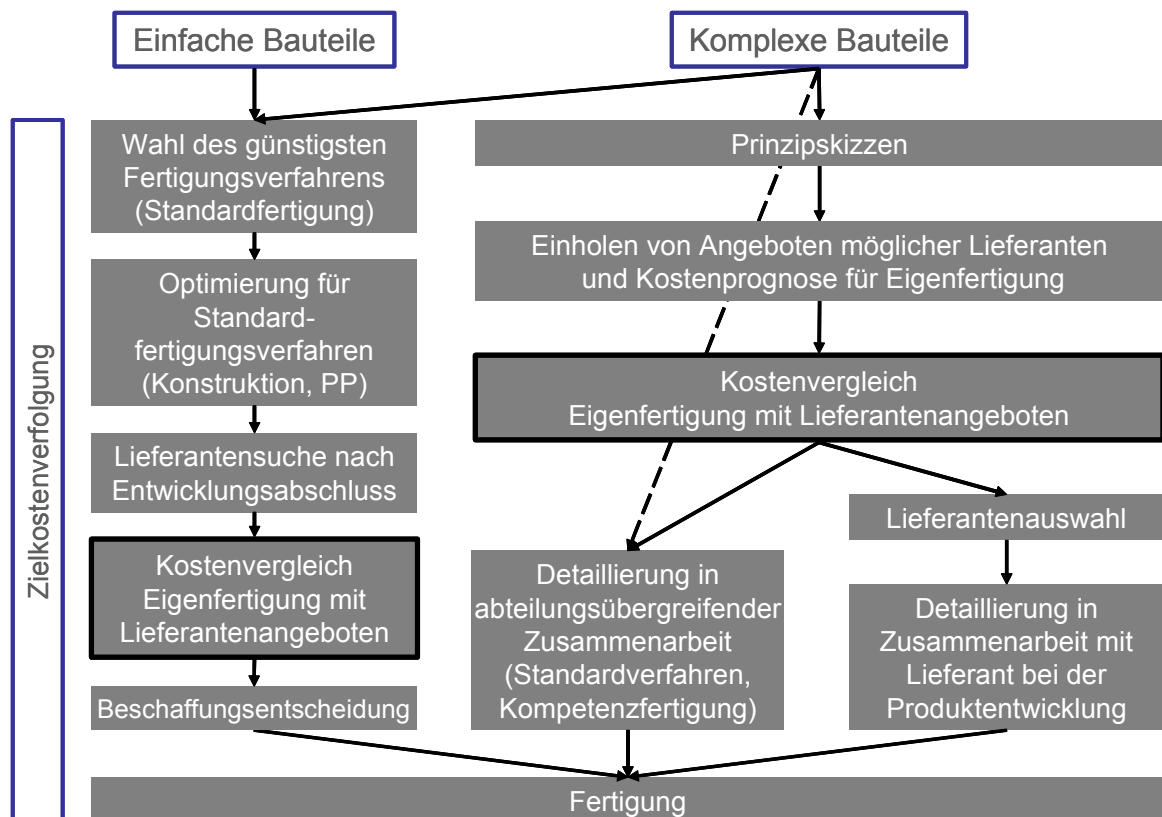 Einfache Bauteile
Komplexe Bauteile
Zielkostenverfolgung
Wahl des günstigsten
Fertigungsverfahrens
(Standardfertigung)
Optimierung für
Standard-
fertigungsverfahren
(Konstruktion, PP)
Lieferantensuche nach
Entwicklungsabschluss
Kostenvergleich
Eigenfertigung mit
Lieferantenangeboten
Beschaffungsentscheidung
Prinzipskizzen
Einholen von Angeboten möglicher Lieferanten
und Kostenprognose für Eigenfertigung
Kostenvergleich
Eigenfertigung mit Lieferantenangeboten
Detaillierung in
abteilungsübergreifender
Zusammenarbeit
(Standardverfahren,
Kompetenzfertigung)
Lieferantenauswahl
Detaillierung in
Zusammenarbeit mit
Lieferant bei der
Produktentwicklung
Fertigung